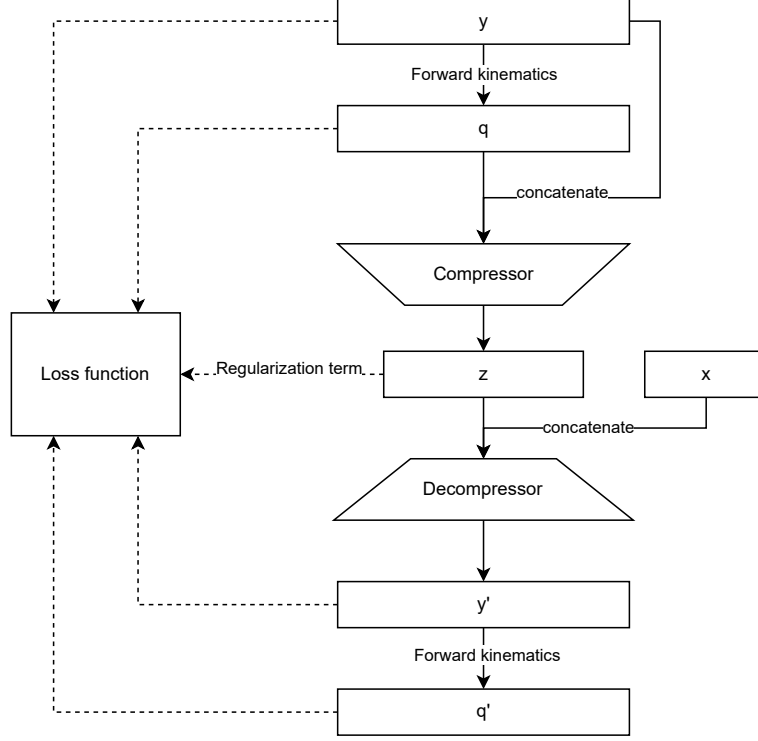 y
Forward kinematics
q
concatenate
Compressor
Loss function
Regularization term
z
x
concatenate
Decompressor
y'
Forward kinematics
q'